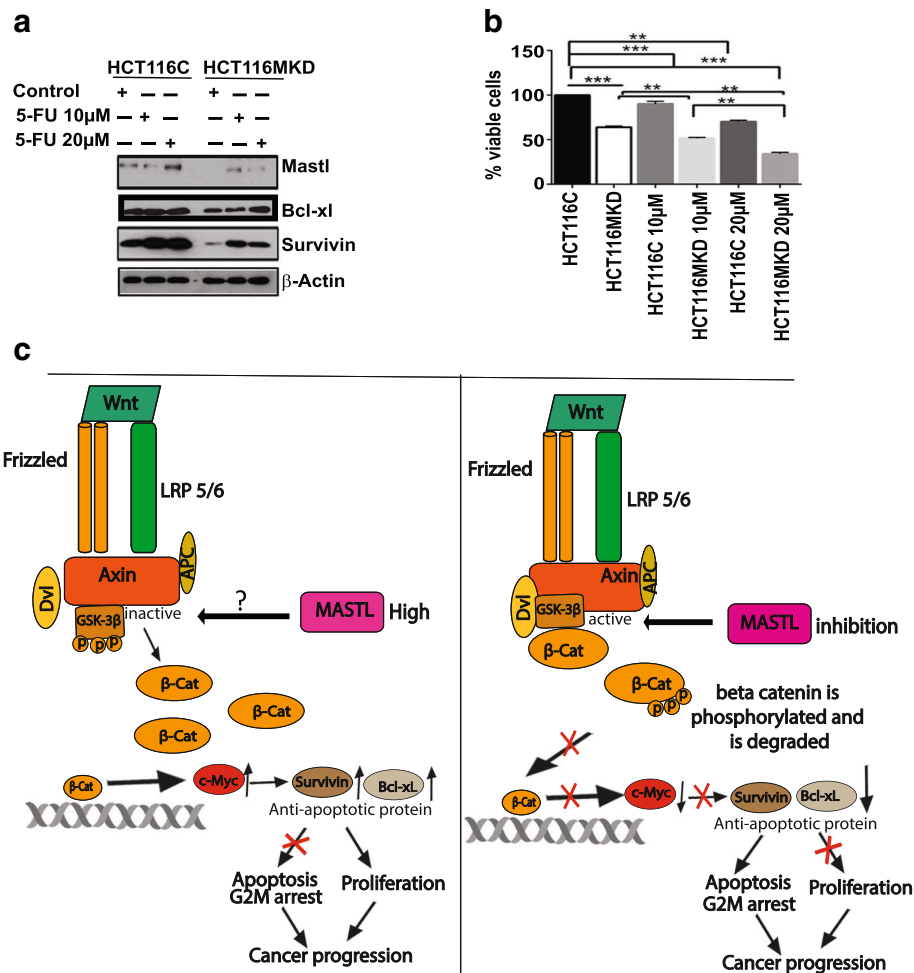 a
HCT116C HCT116MKD
Control + – – + – –
5-FU 10µM – + – – + –
5-FU 20µM – – + – – +
Mastl
Bcl-xl
Survivin
β-Actin
b
% viable cells
150
100
50
0
**
***
***
***
**
**
**
HCT116C
HCT116MKD
HCT116C 10µM
HCT116MKD 10µM
HCT116C 20µM
HCT116MKD 20µM
c
Wnt
Frizzled
LRP 5/6
Axin
APC
Dvl
GSK-3β
inactive
P P P
?
MASTL High
β-Cat
β-Cat
β-Cat
β-Cat
c-Myc
Survivin
Bcl-xL
Anti-apoptotic protein
Apoptosis
G2M arrest
Proliferation
Cancer progression
Wnt
Frizzled
LRP 5/6
Axin
APC
Dvl
GSK-3β
active
β-Cat
MASTL inhibition
β-Cat
P P P
beta catenin is
phosphorylated and
is degraded
β-Cat
c-Myc
Survivin
Bcl-xL
Anti-apoptotic protein
Apoptosis
G2M arrest
Proliferation
Cancer progression